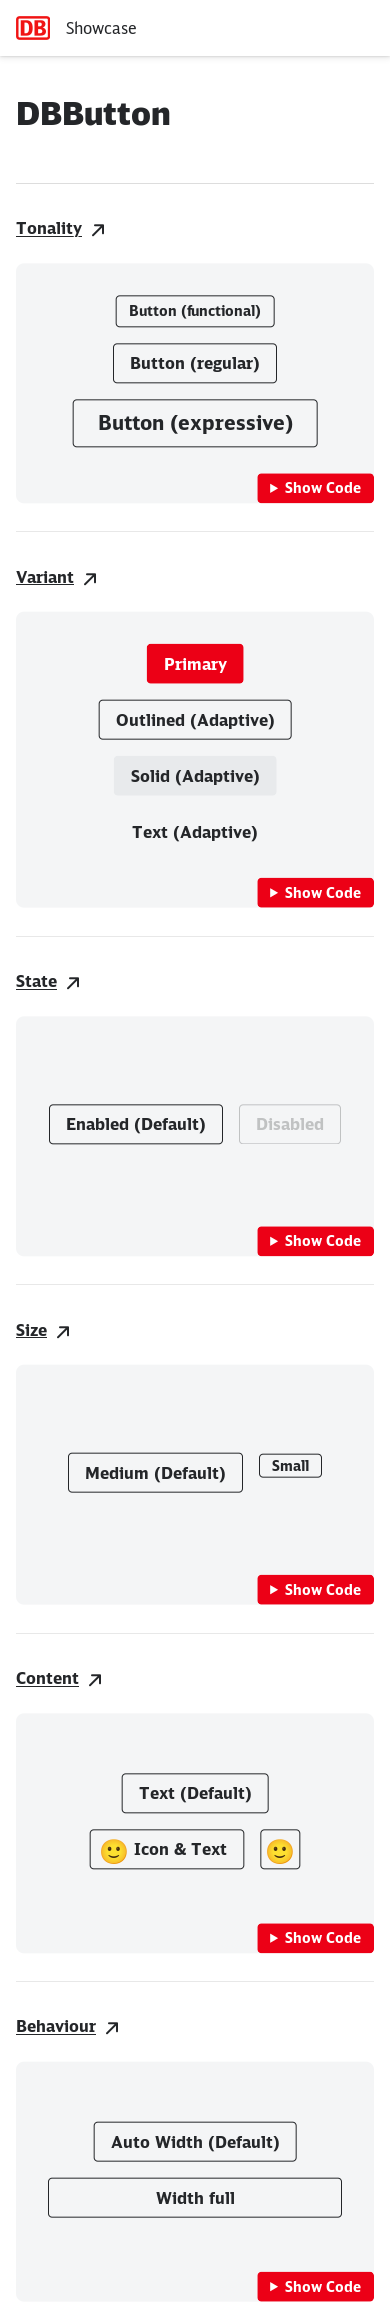 DB Showcase
DBButton
Tonality
Button (functional)
Button (regular)
Button (expressive)
Show Code
Variant
Primary
Outlined (Adaptive)
Solid (Adaptive)
Text (Adaptive)
Show Code
State
Enabled (Default) Disabled
Show Code
Size
Medium (Default) Small
Show Code
Content
Text (Default)
🙂 Icon & Text 🙂
Show Code
Behaviour
Auto Width (Default)
Width full
Show Code